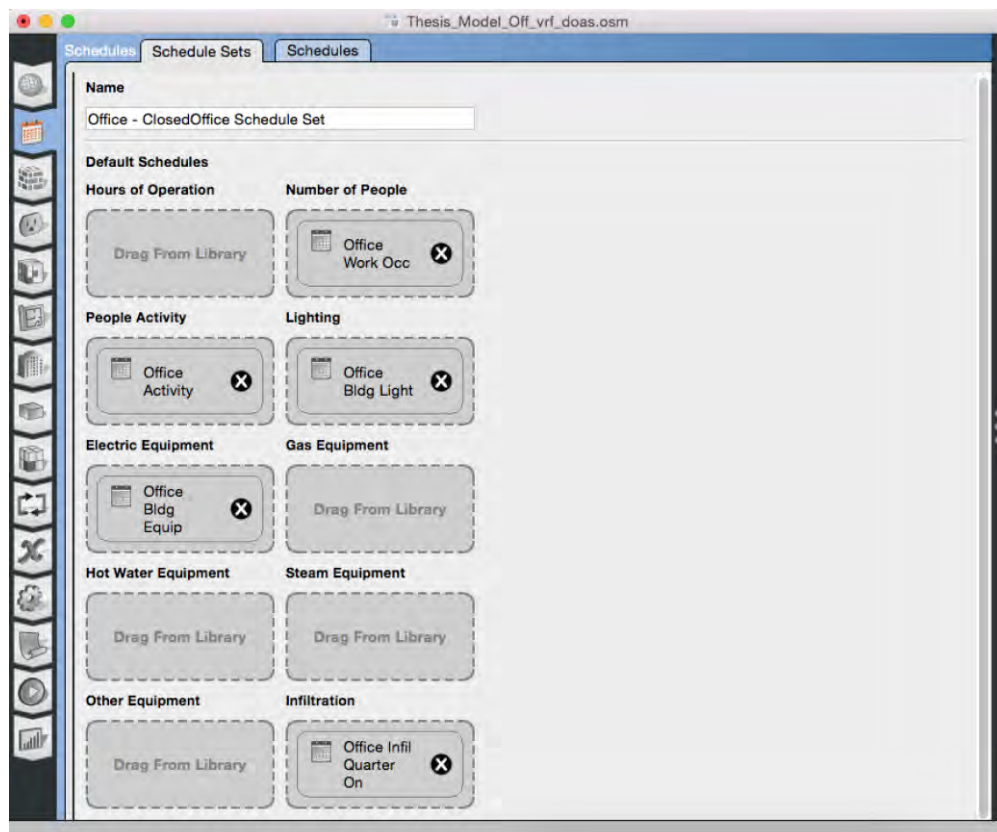 Thesis_Model_Off_vrf_doas.osm
Schedules Schedule Sets Schedules
Name
Office - ClosedOffice Schedule Set
Default Schedules
Hours of Operation Number of People
Drag From Library
Office
Work Occ
People Activity Lighting
Office
Activity
Office
Bldg Light
Electric Equipment Gas Equipment
Office
Bldg
Equip
Drag From Library
Hot Water Equipment Steam Equipment
Drag From Library Drag From Library
Other Equipment Infiltration
Drag From Library
Office Infil
Quarter
On